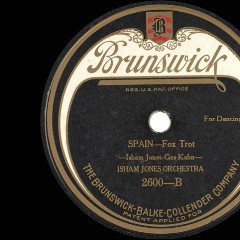 B
Brunswick
REG. U.S. PAT. OFFICE
For Dancing
SPAIN—Fox Trot
—Isham Jones-Gus Kahn—
ISHAM JONES ORCHESTRA
2600—B
THE BRUNSWICK-BALKE-COLLENDER COMPANY
PATENT APPLIED FOR